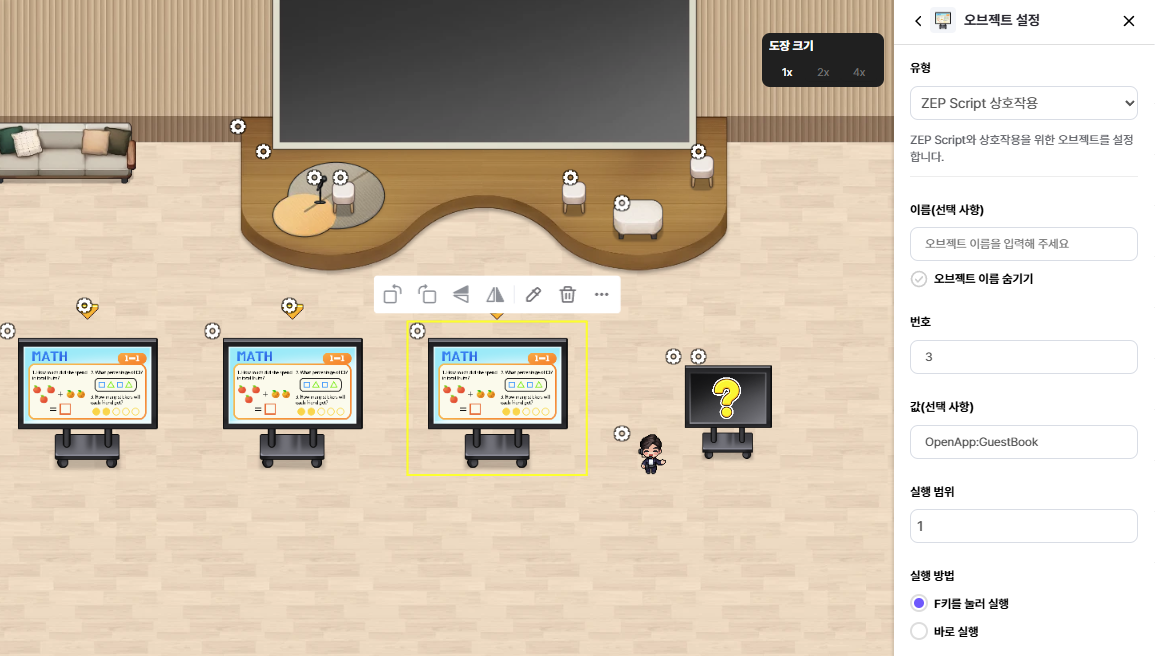 도장 크기
1x 2x 4x
MATH
1-1
MATH
1-1
MATH
1-1
?
오브젝트 설정
유형
ZEP Script 상호작용
ZEP Script와 상호작용을 위한 오브젝트를 설정
합니다.
이름(선택 사항)
오브젝트 이름을 입력해 주세요
오브젝트 이름 숨기기
번호
3
값(선택 사항)
OpenApp:GuestBook
실행 범위
1
실행 방법
F키를 눌러 실행
바로 실행